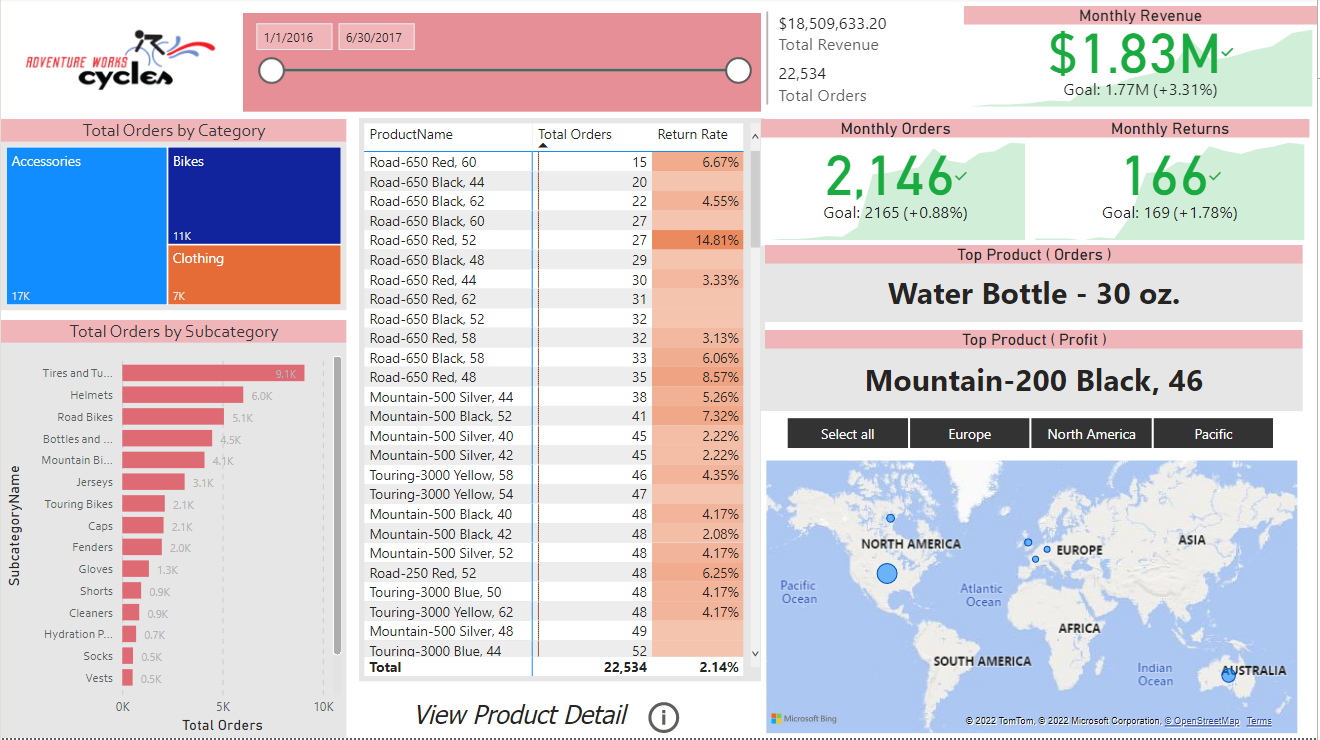 ADVENTURE WORKS
cycles
1/1/2016 6/30/2017
$18,509,633.20
Total Revenue
22,534
Total Orders
Monthly Revenue
$1.83M
Goal: 1.77M (+3.31%)
Total Orders by Category
Accessories
17K
Bikes
11K
Clothing
7K
Total Orders by Subcategory
SubcategoryName
Tires and Tu... 9.1K
Helmets 6.0K
Road Bikes 5.1K
Bottles and ... 4.5K
Mountain Bi... 4.1K
Jerseys 3.1K
Touring Bikes 2.1K
Caps 2.1K
Fenders 2.0K
Gloves 1.3K
Shorts 0.9K
Cleaners 0.9K
Hydration P... 0.7K
Socks 0.5K
Vests 0.5K
0K 5K 10K
Total Orders
ProductName Total Orders Return Rate
Road-650 Red, 60 15 6.67%
Road-650 Black, 44 20
Road-650 Black, 62 22 4.55%
Road-650 Black, 60 27
Road-650 Red, 52 27 14.81%
Road-650 Black, 48 29
Road-650 Red, 44 30 3.33%
Road-650 Red, 62 31
Road-650 Black, 52 32
Road-650 Red, 58 32 3.13%
Road-650 Black, 58 33 6.06%
Road-650 Red, 48 35 8.57%
Mountain-500 Silver, 44 38 5.26%
Mountain-500 Black, 52 41 7.32%
Mountain-500 Silver, 40 45 2.22%
Mountain-500 Silver, 42 45 2.22%
Touring-3000 Yellow, 58 46 4.35%
Touring-3000 Yellow, 54 47
Mountain-500 Black, 40 48 4.17%
Mountain-500 Black, 42 48 2.08%
Mountain-500 Silver, 52 48 4.17%
Road-250 Red, 52 48 6.25%
Touring-3000 Blue, 50 48 4.17%
Touring-3000 Yellow, 62 48 4.17%
Mountain-500 Silver, 48 49
Touring-3000 Blue, 44 52
Total 22,534 2.14%
View Product Detail
Monthly Orders
2,146
Goal: 2165 (+0.88%)
Monthly Returns
166
Goal: 169 (+1.78%)
Top Product ( Orders )
Water Bottle - 30 oz.
Top Product ( Profit )
Mountain-200 Black, 46
Select all Europe North America Pacific
NORTH AMERICA
EUROPE
ASIA
Pacific
Ocean
Atlantic
Ocean
AFRICA
SOUTH AMERICA
Indian
Ocean
AUSTRALIA
Microsoft Bing
© 2022 TomTom, © 2022 Microsoft Corporation, © OpenStreetMap Terms